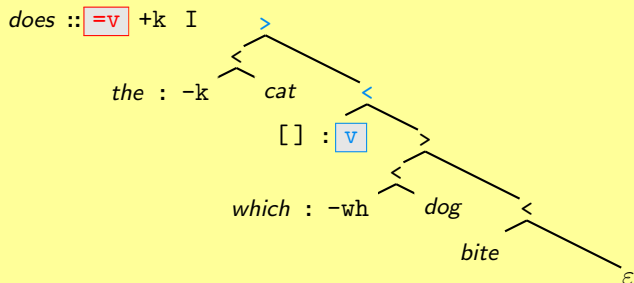 does :: =v +k I >
<
the : -k cat <
[] : v >
<
which : -wh dog <
bite
ε